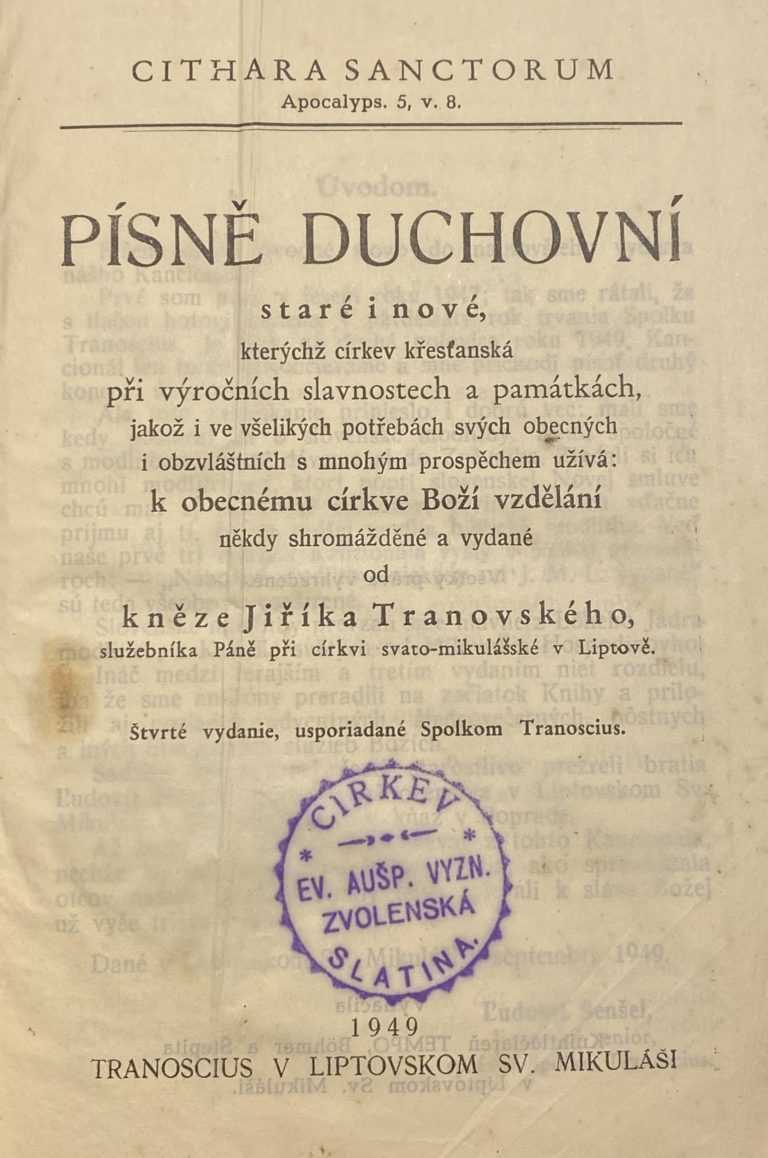 CITHARA SANCTORUM
Apocalyps. 5, v. 8.
PÍSNĚ DUCHOVNÍ
staré i nové,
kterýchž církev křesťanská
při výročních slavnostech a památkách,
jakož i ve všelikých potřebách svých obecných
i obzvláštních s mnohým prospěchem užívá:
k obecnému církve Boží vzdělání
někdy shromážděné a vydané
od
kněze Jiříka Tranovského,
služebníka Páně při církvi svato-mikulášské v Liptově.
Štvrté vydanie, usporiadané Spolkom Tranoscius.
CIRKEV
EV. AUŠP. VYZN.
ZVOLENSKÁ
SLATINA.
1949
TRANOSCIUS V LIPTOVSKOM SV. MIKULÁŠI